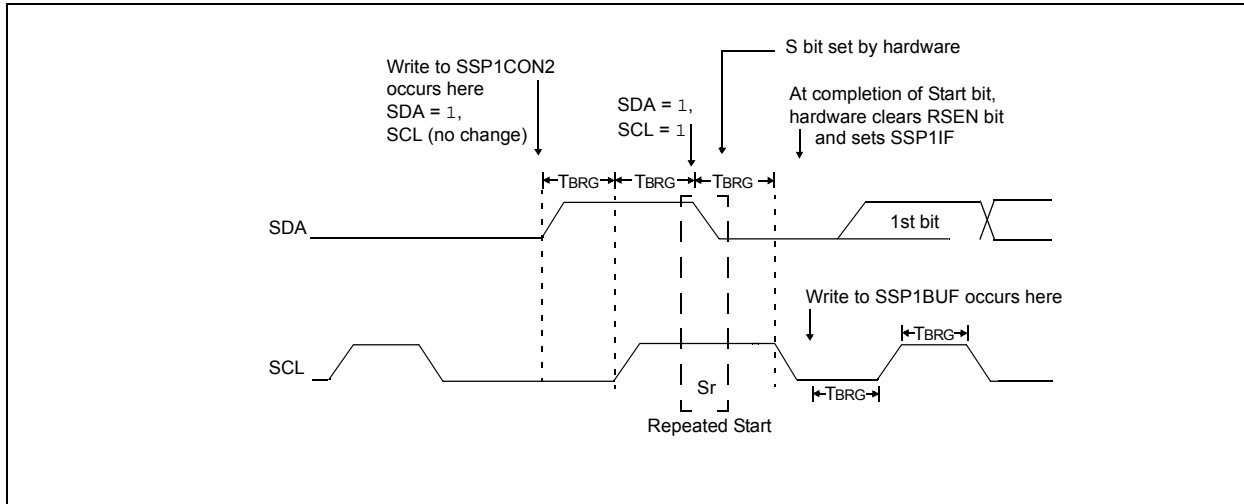 S bit set by hardware
Write to SSP1CON2
occurs here
SDA = 1,
SCL (no change)
SDA = 1,
SCL = 1
At completion of Start bit,
hardware clears RSEN bit
and sets SSP1IF
TBRG TBRG TBRG
SDA
1st bit
Write to SSP1BUF occurs here
TBRG
SCL
Sr
TBRG
Repeated Start